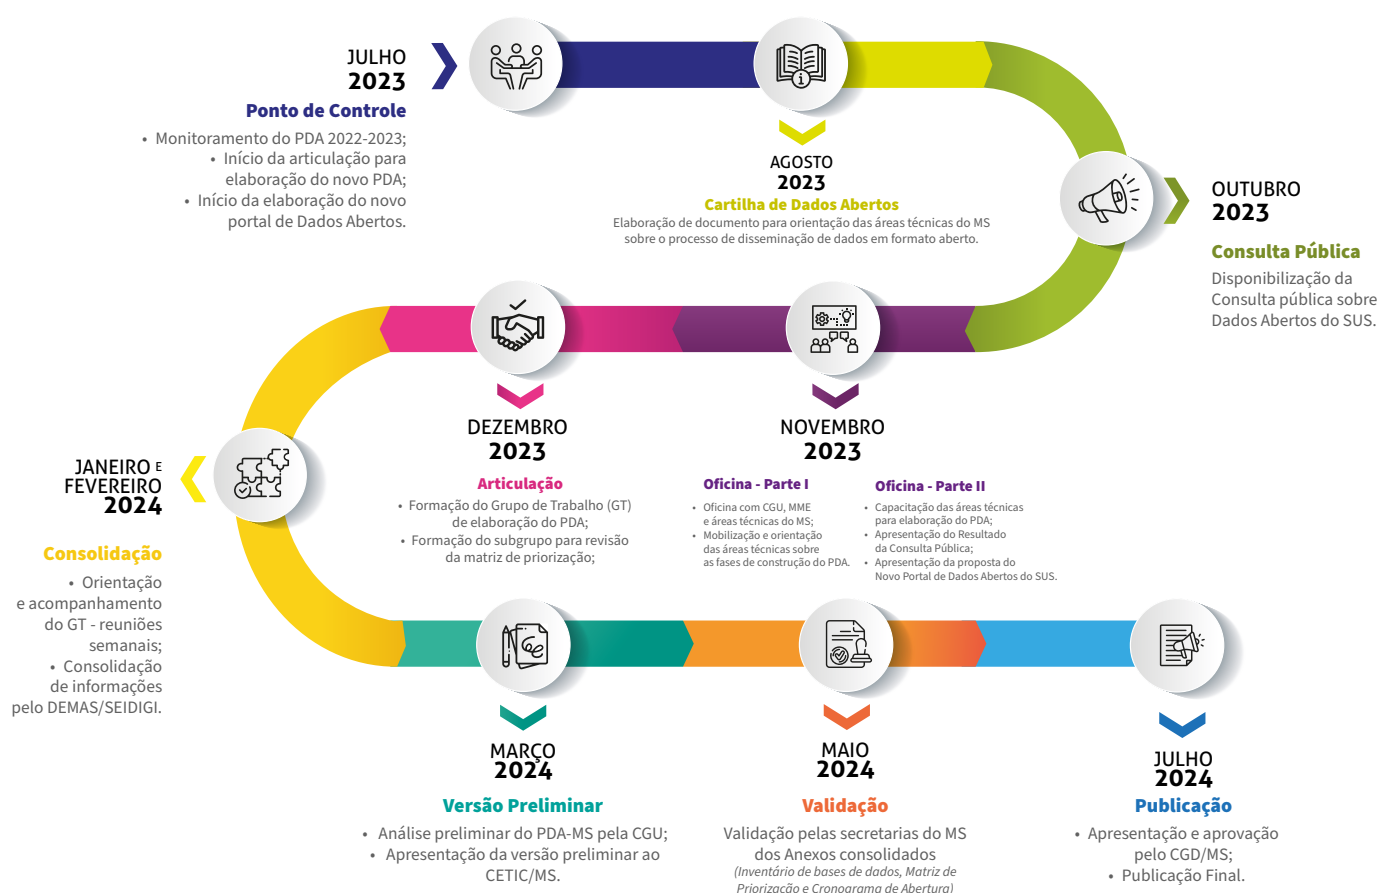 JULHO
2023
Ponto de Controle
• Monitoramento do PDA 2022-2023;
• Início da articulação para
elaboração do novo PDA;
• Início da elaboração do novo
portal de Dados Abertos.
AGOSTO
2023
Cartilha de Dados Abertos
Elaboração de documento para orientação das áreas técnicas do MS
sobre o processo de disseminação de dados em formato aberto.
OUTUBRO
2023
Consulta Pública
Disponibilização da
Consulta pública sobre
Dados Abertos do SUS.
NOVEMBRO
2023
Oficina - Parte I
• Oficina com CGU, MME
e áreas técnicas do MS;
• Mobilização e orientação
das áreas técnicas sobre
as fases de construção do PDA.
Oficina - Parte II
• Capacitação das áreas técnicas
para elaboração do PDA;
• Apresentação do Resultado
da Consulta Pública;
• Apresentação da proposta do
Novo Portal de Dados Abertos do SUS.
DEZEMBRO
2023
Articulação
• Formação do Grupo de Trabalho (GT)
de elaboração do PDA;
• Formação do subgrupo para revisão
da matriz de priorização;
JANEIRO E
FEVEREIRO
2024
Consolidação
• Orientação
e acompanhamento
do GT - reuniões
semanais;
• Consolidação
de informações
pelo DEMAS/SEIDIGI.
MARÇO
2024
Versão Preliminar
• Análise preliminar do PDA-MS pela CGU;
• Apresentação da versão preliminar ao
CETIC/MS.
MAIO
2024
Validação
Validação pelas secretarias do MS
dos Anexos consolidados
(Inventário de bases de dados, Matriz de
Priorização e Cronograma de Abertura)
JULHO
2024
Publicação
• Apresentação e aprovação
pelo CGD/MS;
• Publicação Final.